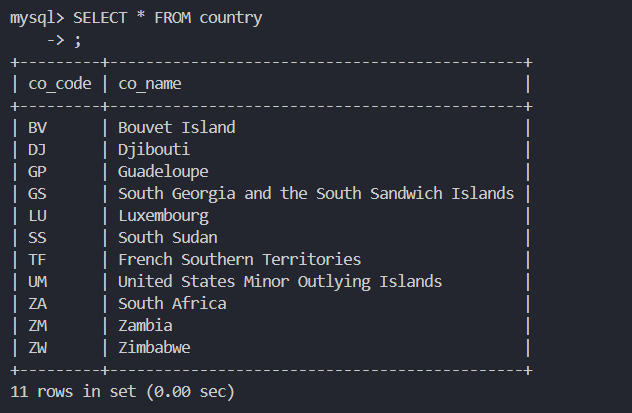 mysql> SELECT * FROM country
    -> ;
+---------+----------------------------------------------+
| co_code | co_name                                      |
+---------+----------------------------------------------+
| BV      | Bouvet Island                                |
| DJ      | Djibouti                                     |
| GP      | Guadeloupe                                   |
| GS      | South Georgia and the South Sandwich Islands |
| LU      | Luxembourg                                   |
| SS      | South Sudan                                  |
| TF      | French Southern Territories                  |
| UM      | United States Minor Outlying Islands         |
| ZA      | South Africa                                 |
| ZM      | Zambia                                       |
| ZW      | Zimbabwe                                     |
+---------+----------------------------------------------+
11 rows in set (0.00 sec)